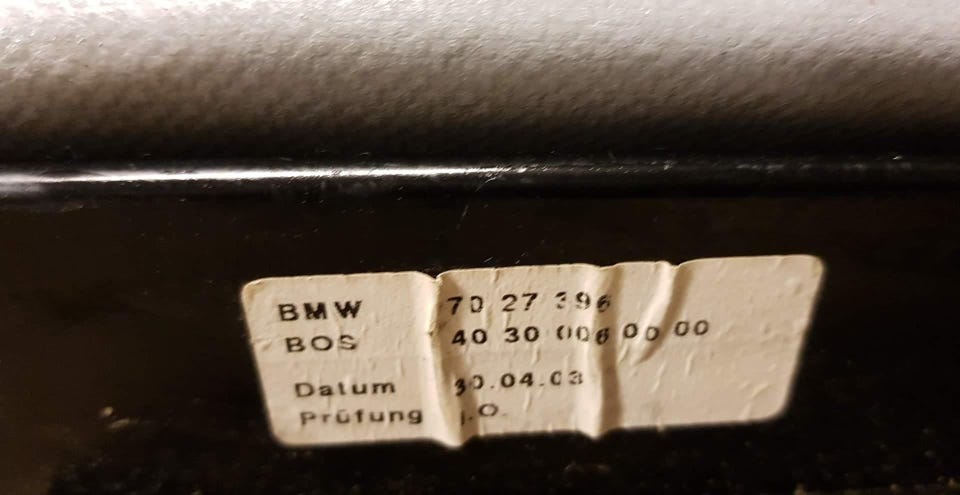 BMW 70 27 396
BOS 40 30 006 00 00
Datum 30.04.03
Prüfung i.O.